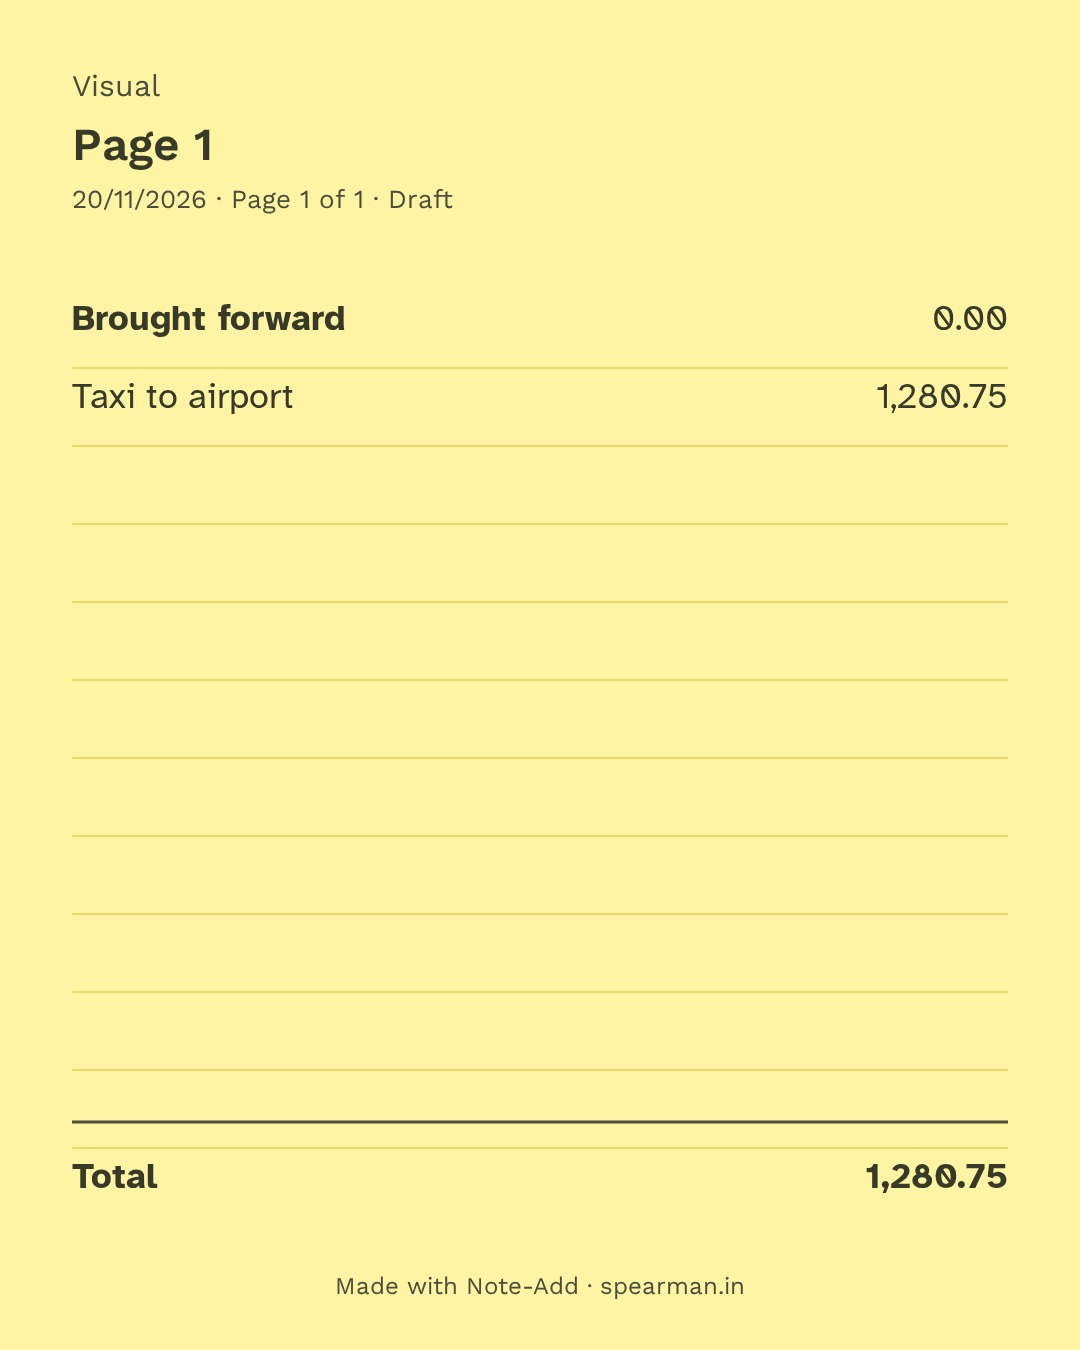 Visual
Page 1
20/11/2026 · Page 1 of 1 · Draft
Brought forward 0.00
Taxi to airport 1,280.75
Total 1,280.75
Made with Note-Add · spearman.in